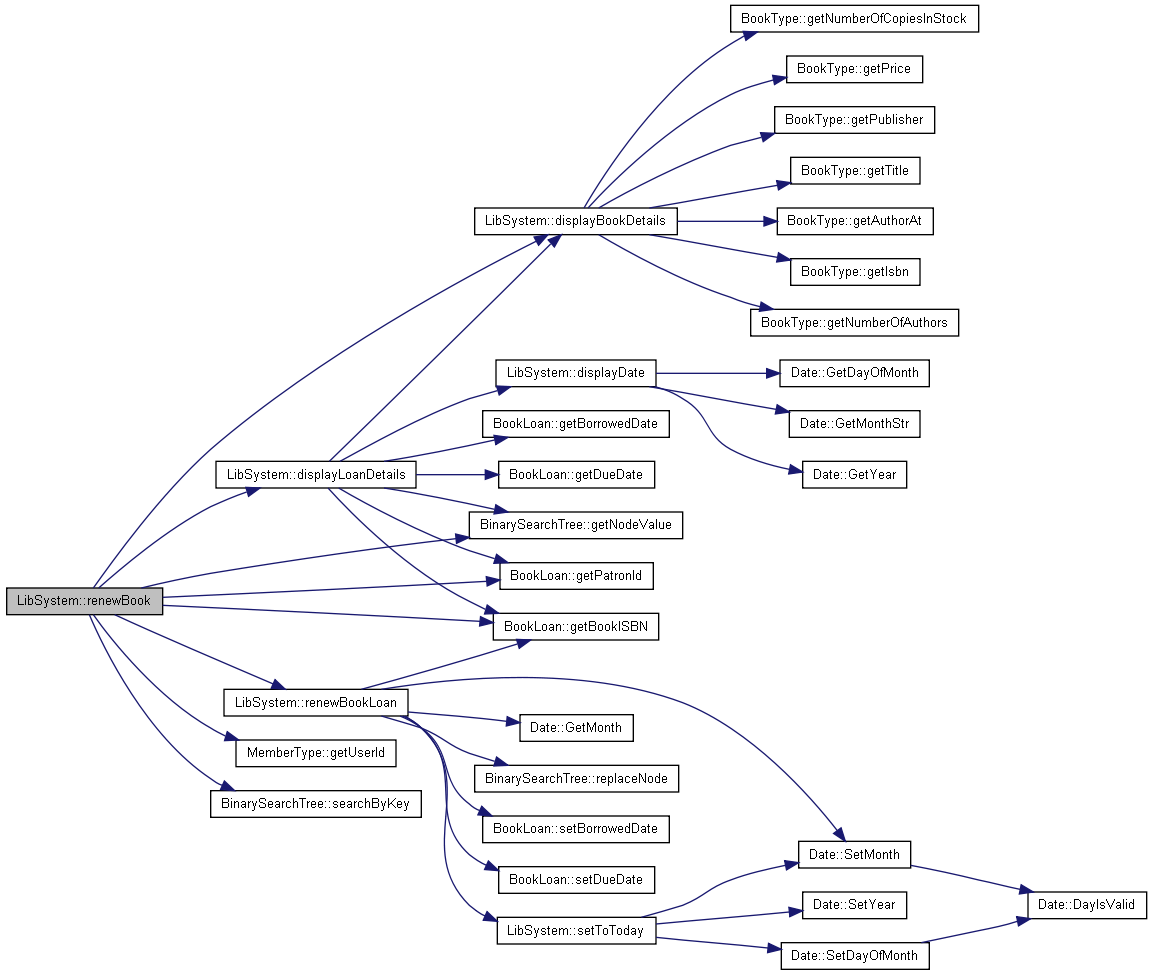 BookType::getNumberOfCopiesInStock
BookType::getPrice
BookType::getPublisher
BookType::getTitle
LibSystem::displayBookDetails
BookType::getAuthorAt
BookType::getIsbn
BookType::getNumberOfAuthors
LibSystem::displayDate
Date::GetDayOfMonth
BookLoan::getBorrowedDate
Date::GetMonthStr
LibSystem::displayLoanDetails
BookLoan::getDueDate
Date::GetYear
BinarySearchTree::getNodeValue
BookLoan::getPatronId
LibSystem::renewBook
BookLoan::getBookISBN
LibSystem::renewBookLoan
Date::GetMonth
MemberType::getUserId
BinarySearchTree::replaceNode
BinarySearchTree::searchByKey
BookLoan::setBorrowedDate
Date::SetMonth
BookLoan::setDueDate
Date::SetYear
Date::DayIsValid
LibSystem::setToToday
Date::SetDayOfMonth